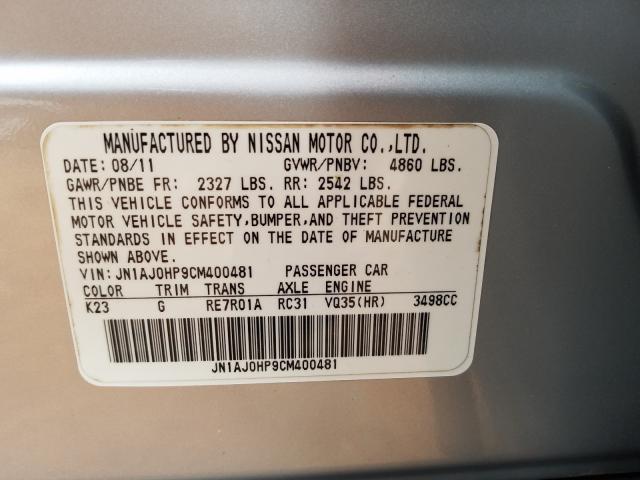 MANUFACTURED BY NISSAN MOTOR CO.,LTD.
DATE: 08/11 GVWR/PNBV: 4860 LBS.
GAWR/PNBE FR: 2327 LBS. RR: 2542 LBS.
THIS VEHICLE CONFORMS TO ALL APPLICABLE FEDERAL
MOTOR VEHICLE SAFETY,BUMPER,AND THEFT PREVENTION
STANDARDS IN EFFECT ON THE DATE OF MANUFACTURE
SHOWN ABOVE.
VIN: JN1AJ0HP9CM400481 PASSENGER CAR
COLOR TRIM TRANS AXLE ENGINE
K23 G RE7R01A RC31 VQ35(HR) 3498CC
JN1AJ0HP9CM400481